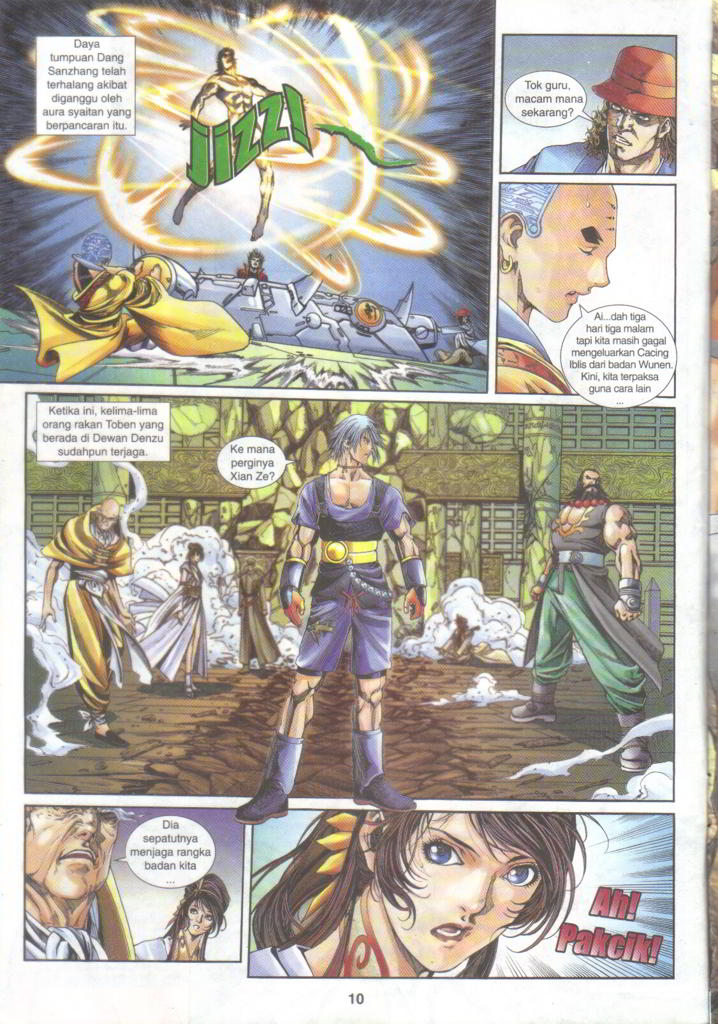 Daya
tumpuan Dang
Sanzhang telah
terhalang akibat
diganggu oleh
aura syaitan yang
berpancaran itu.
JIZZ!
Tok guru,
macam mana
sekarang?
Ai...dah tiga
hari tiga malam
tapi kita masih gagal
mengeluarkan Cacing
Iblis dari badan Wunen.
Kini, kita terpaksa
guna cara lain
...
Ketika ini, kelima-lima
orang rakan Toben yang
berada di Dewan Denzu
sudahpun terjaga.
Ke mana
perginya
Xian Ze?
Dia
sepatutnya
menjaga rangka
badan kita
...
Ah!
Pakcik!
10